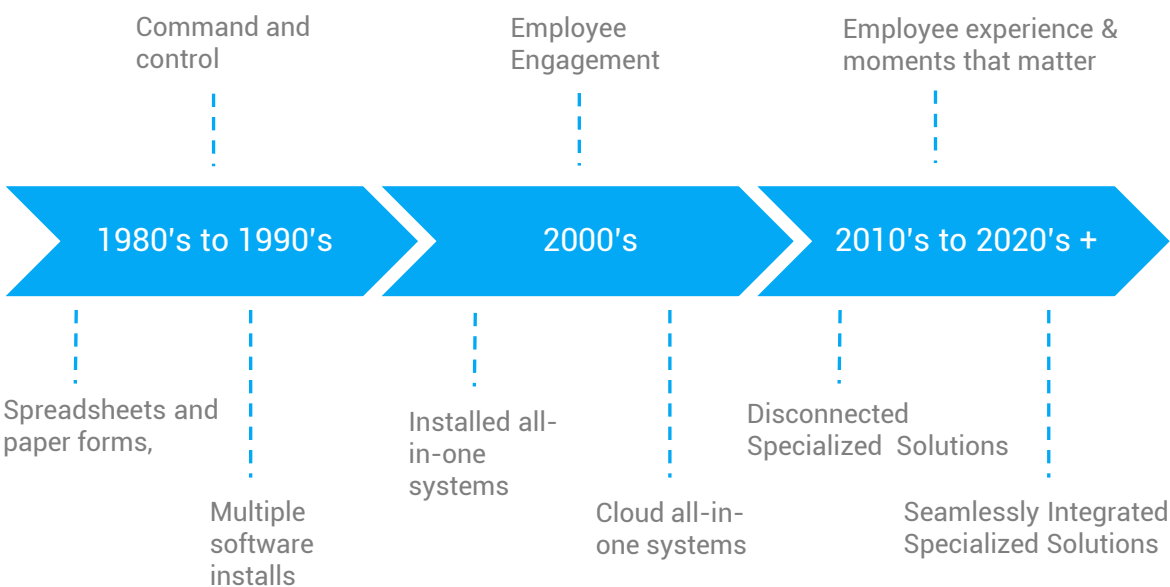 Command and
control
Employee
Engagement
Employee experience &
moments that matter
1980's to 1990's
2000's
2010's to 2020's +
Spreadsheets and
paper forms,
Multiple
software
installs
Installed all-
in-one
systems
Cloud all-in-
one systems
Disconnected
Specialized  Solutions
Seamlessly Integrated
Specialized Solutions